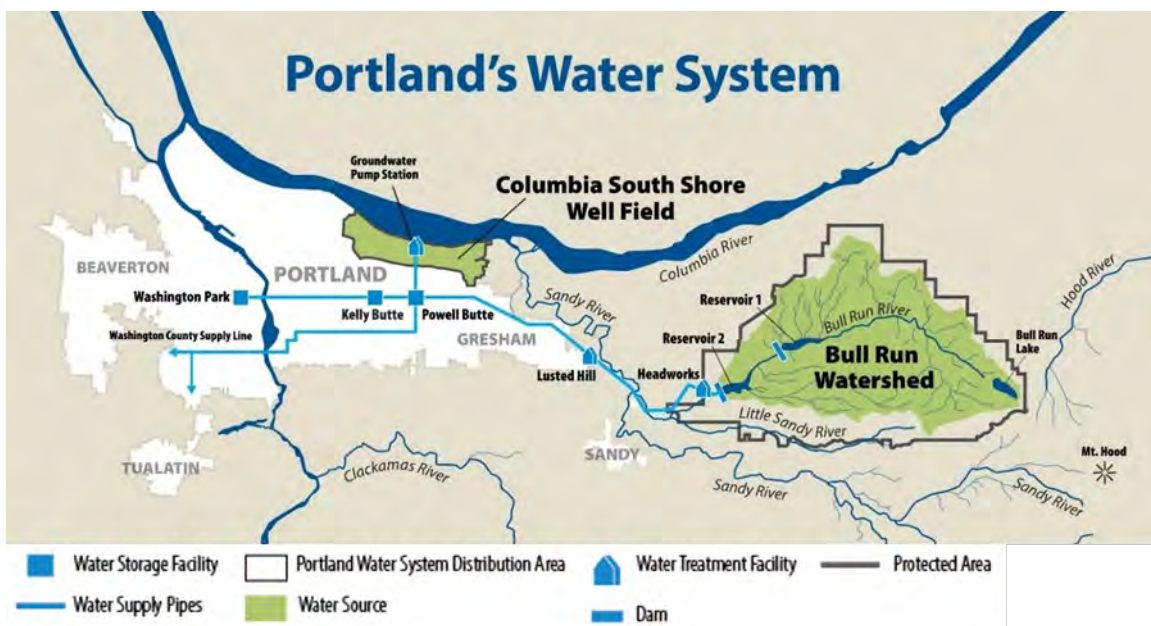 Portland's Water System
Groundwater
Pump Station
Columbia South Shore
Well Field
Columbia River
Hood River
BEAVERTON
PORTLAND
Washington Park
Kelly Butte
Powell Butte
Sandy River
Reservoir 1
Bull Run River
Bull Run
Lake
Washington County Supply Line
GRESHAM
Reservoir 2
Bull Run
Watershed
Lusted Hill
Headworks
Little Sandy River
TUALATIN
Clackamas River
SANDY
Sandy River
Mt. Hood
Sandy River
Water Storage Facility
Portland Water System Distribution Area
Water Treatment Facility
Protected Area
Water Supply Pipes
Water Source
Dam